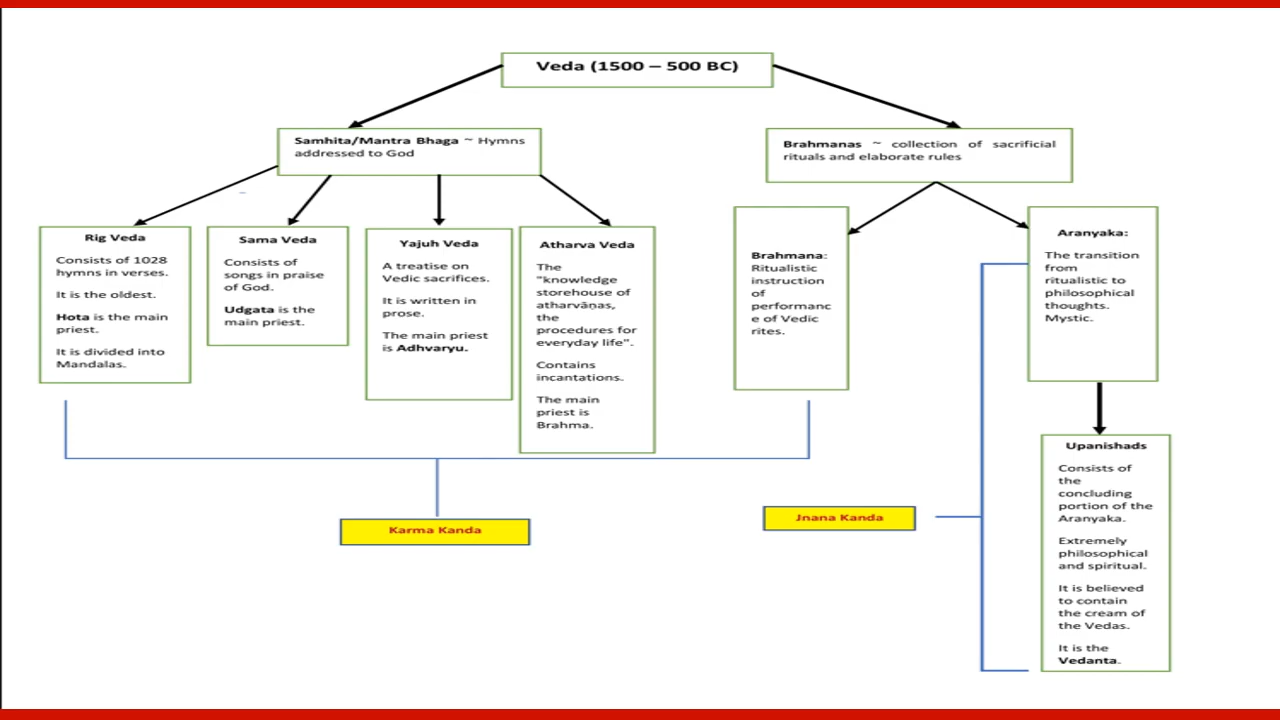 Veda (1500 – 500 BC)
Samhita/Mantra Bhaga ~ Hymns
addressed to God
Brahmanas ~ collection of sacrificial
rituals and elaborate rules
Rig Veda
Consists of 1028
hymns in verses.
It is the oldest.
Hota is the main
priest.
It is divided into
Mandalas.
Sama Veda
Consists of
songs in praise
of God.
Udgata is the
main priest.
Yajuh Veda
A treatise on
Vedic sacrifices.
It is written in
prose.
The main priest
is Adhvaryu.
Atharva Veda
The
"knowledge
storehouse of
atharvāṇas,
the
procedures for
everyday life".
Contains
incantations.
The main
priest is
Brahma.
Brahmana:
Ritualistic
instruction
of
performanc
e of Vedic
rites.
Aranyaka:
The transition
from
ritualistic to
philosophical
thoughts.
Mystic.
Upanishads
Consists of
the
concluding
portion of the
Aranyaka.
Extremely
philosophical
and spiritual.
It is believed
to contain
the cream of
the Vedas.
It is the
Vedanta.
Karma Kanda
Jnana Kanda